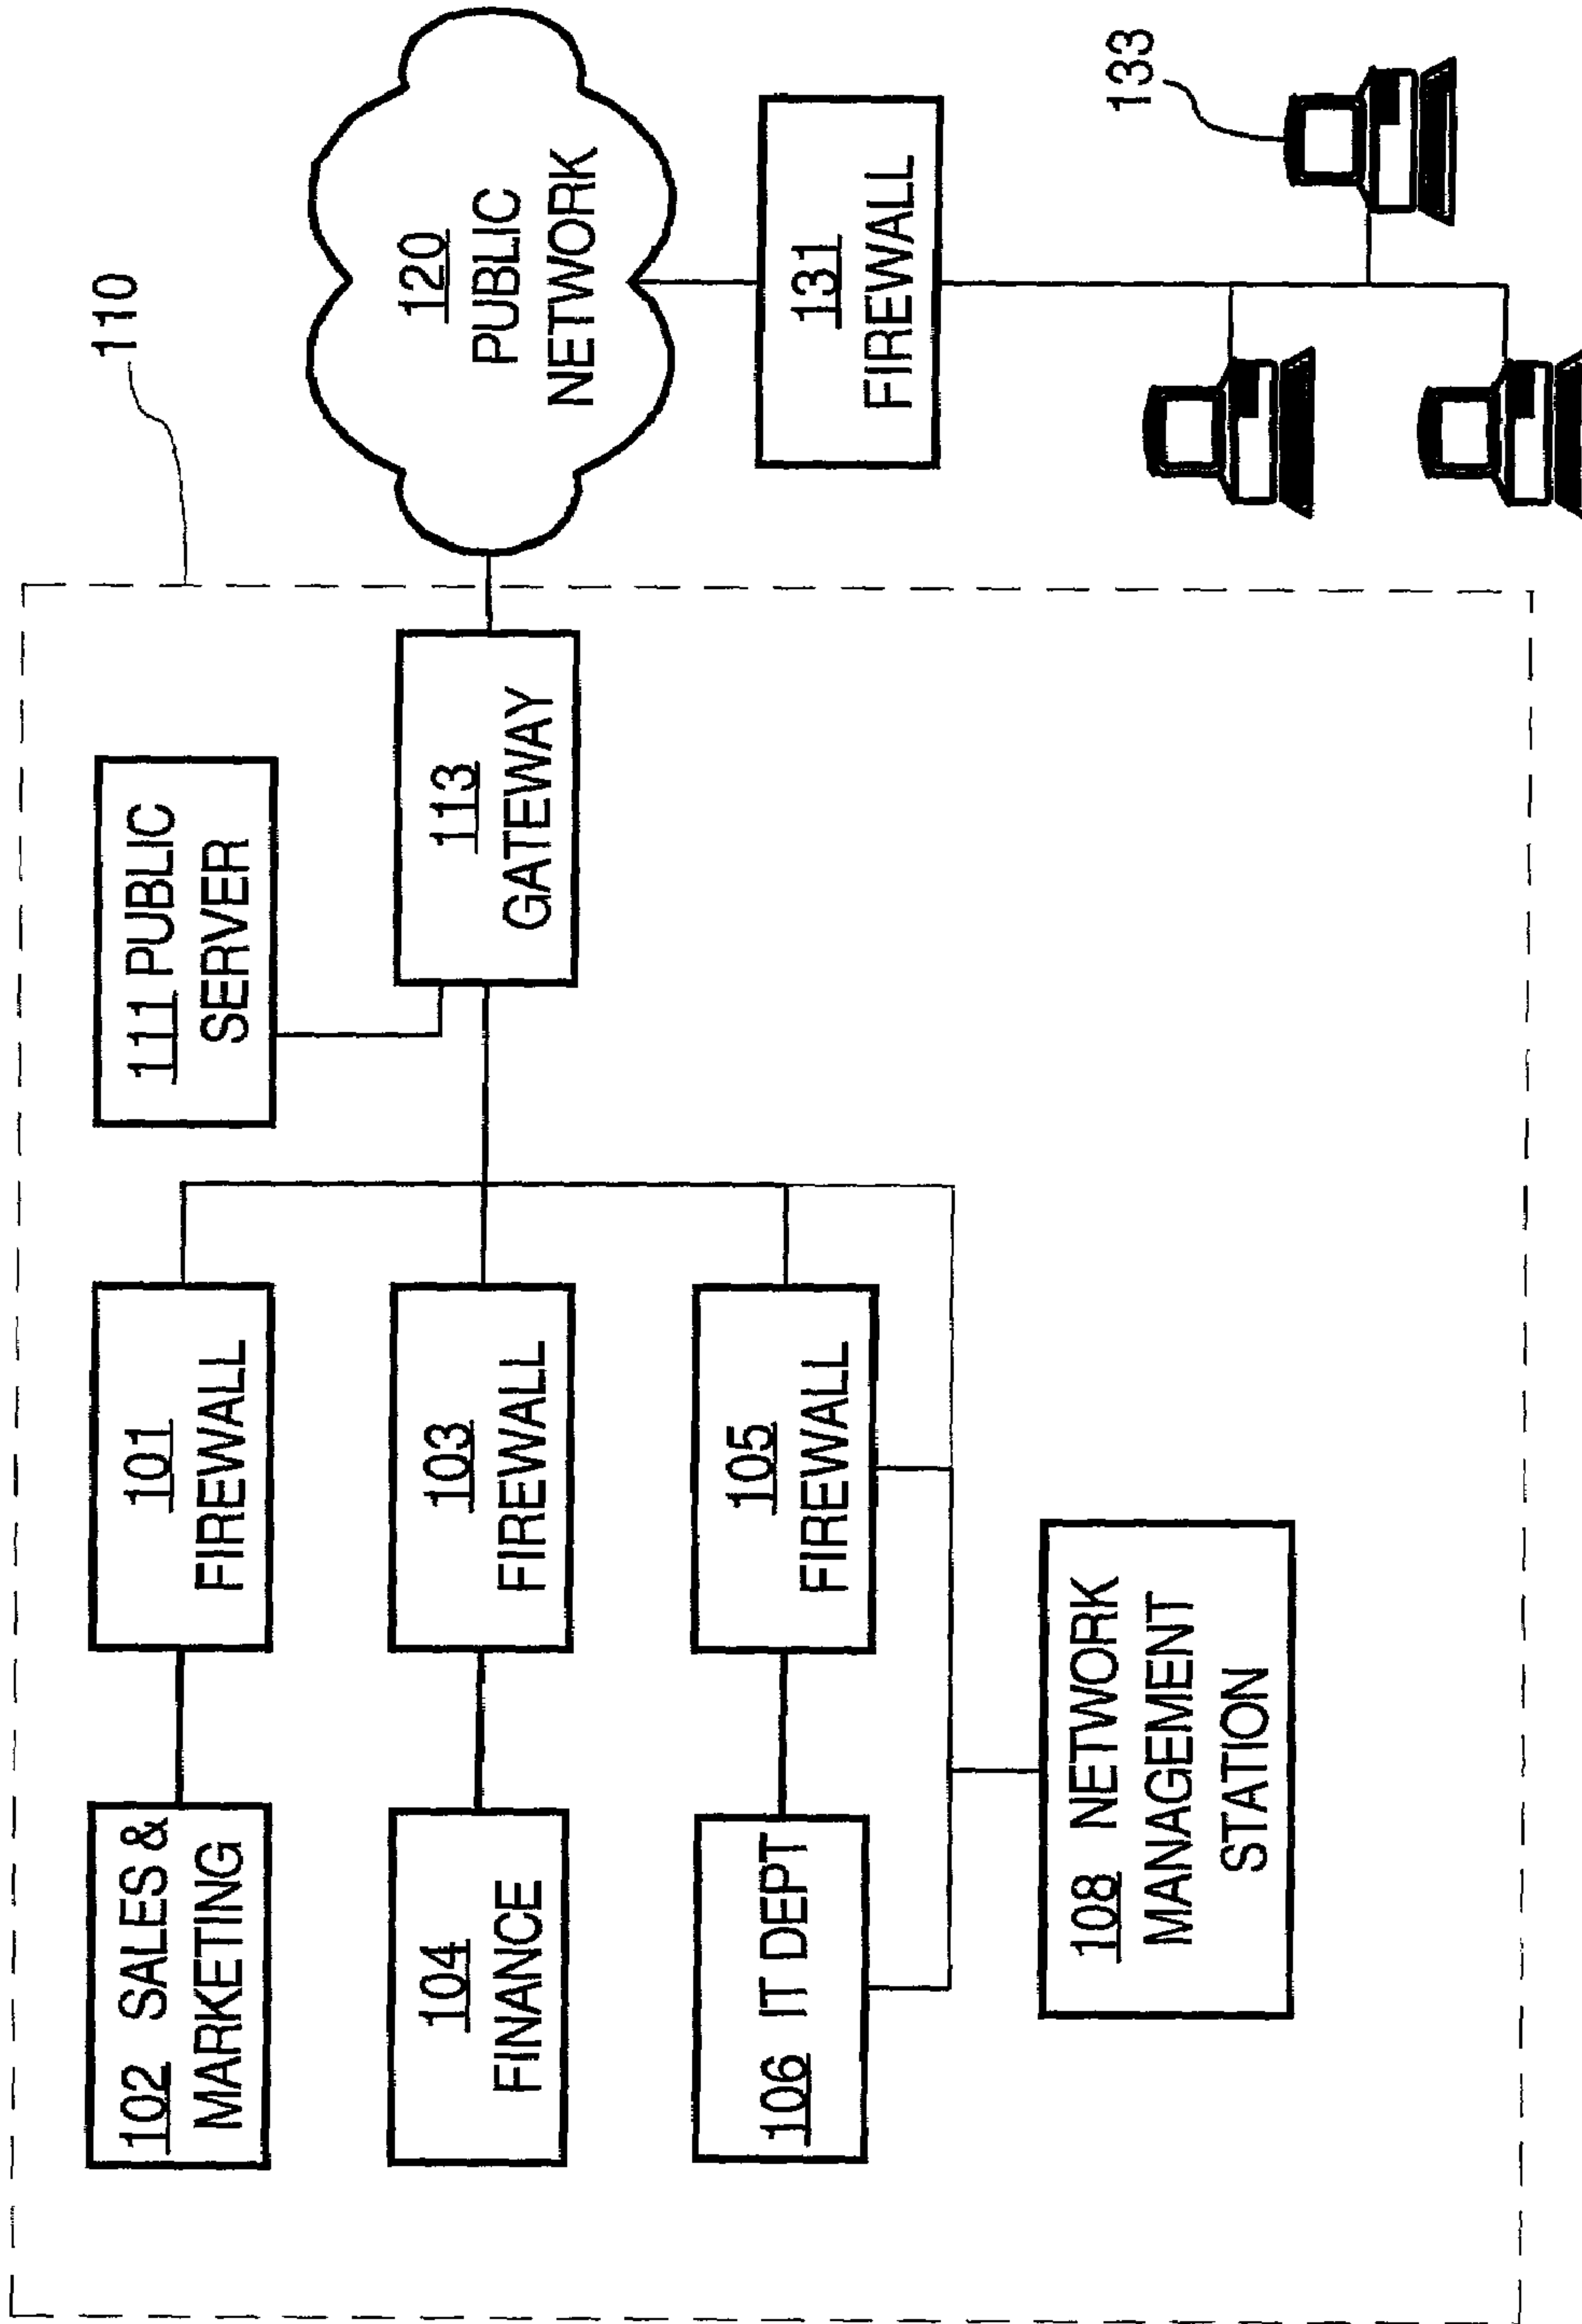 110
102 SALES &
MARKETING
101
FIREWALL
111 PUBLIC
SERVER
104
FINANCE
103
FIREWALL
113
GATEWAY
120
PUBLIC
NETWORK
106 IT DEPT
105
FIREWALL
131
FIREWALL
108 NETWORK
MANAGEMENT
STATION
133